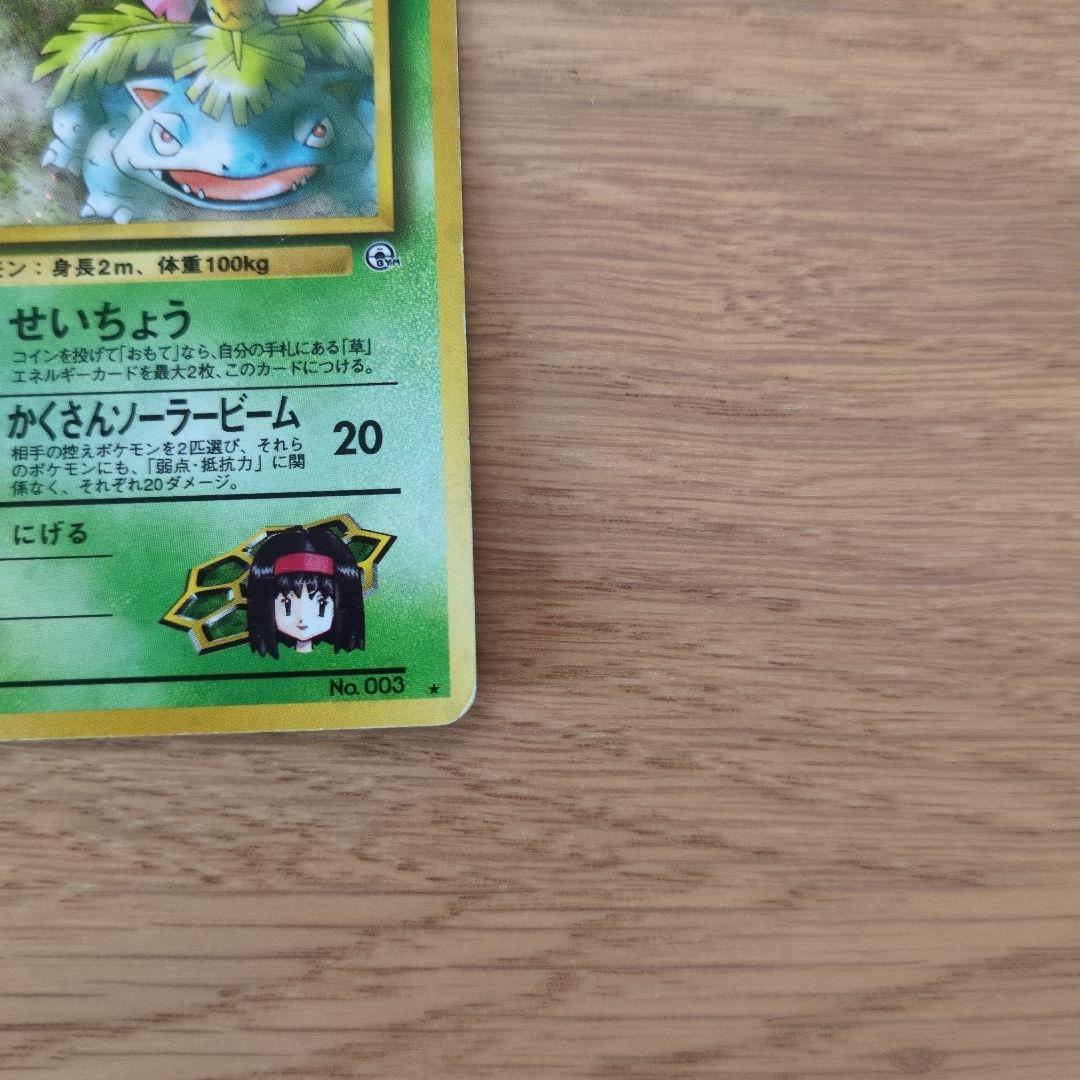 モン：身長2m、体重100kg
GYM
せいちょう
コインを投げて「おもて」なら、自分の手札にある「草」
エネルギーカードを最大2枚、このカードにつける。
かくさんソーラービーム
20
相手の控えポケモンを2匹選び、それら
のポケモンにも、「弱点・抵抗力」に関
係なく、それぞれ20ダメージ。
にげる
No. 003 ★